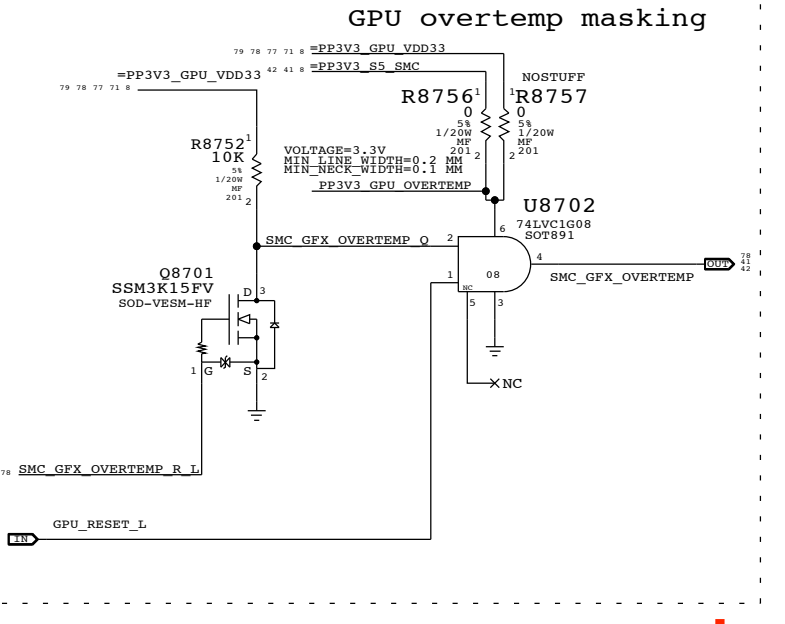 GPU overtemp masking
79 78 77 71 8 =PP3V3_GPU_VDD33
42 41 8 =PP3V3_S5_SMC
=PP3V3_GPU_VDD33
79 78 77 71 8
NOSTUFF
R8756 1
0
5%
1/20W
MF
201
2
1 R8757
0
5%
1/20W
MF
201
2
R8752 1
10K
5%
1/20W
MF
201
2
VOLTAGE=3.3V
MIN_LINE_WIDTH=0.2 MM
MIN_NECK_WIDTH=0.1 MM
PP3V3_GPU_OVERTEMP
U8702
74LVC1G08
SOT891
6
SMC_GFX_OVERTEMP_Q 2
4
08
1
NC
5
3
SMC_GFX_OVERTEMP
OUT
78
41
42
Q8701
SSM3K15FV
SOD-VESM-HF
D 3
1 G S 2
NC
78 SMC_GFX_OVERTEMP_R_L
GPU_RESET_L
IN